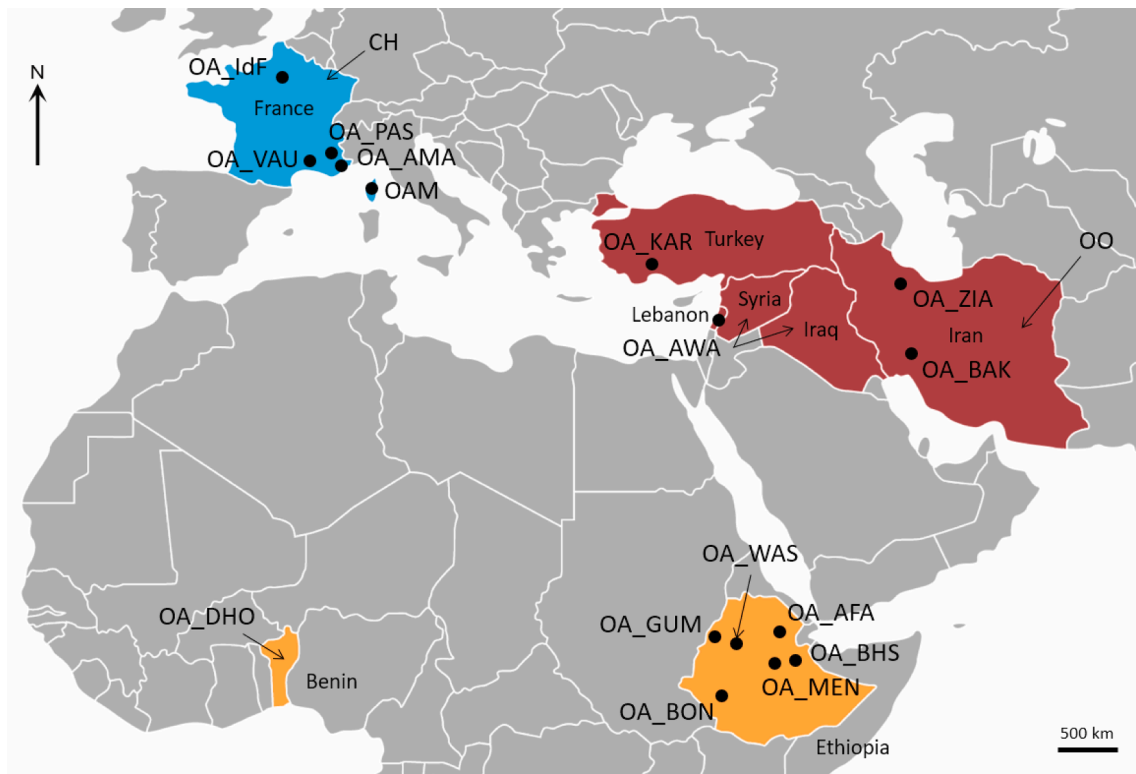 CH
OA_IdF
N
France
OA_PAS
OA_VAU
OA_AMA
OAM
OA_KAR
Turkey
OO
Syria
OA_ZIA
Lebanon
Iraq
Iran
OA_AWA
OA_BAK
OA_WAS
OA_DHO
OA_AFA
OA_GUM
OA_BHS
Benin
OA_MEN
OA_BON
500 km
Ethiopia